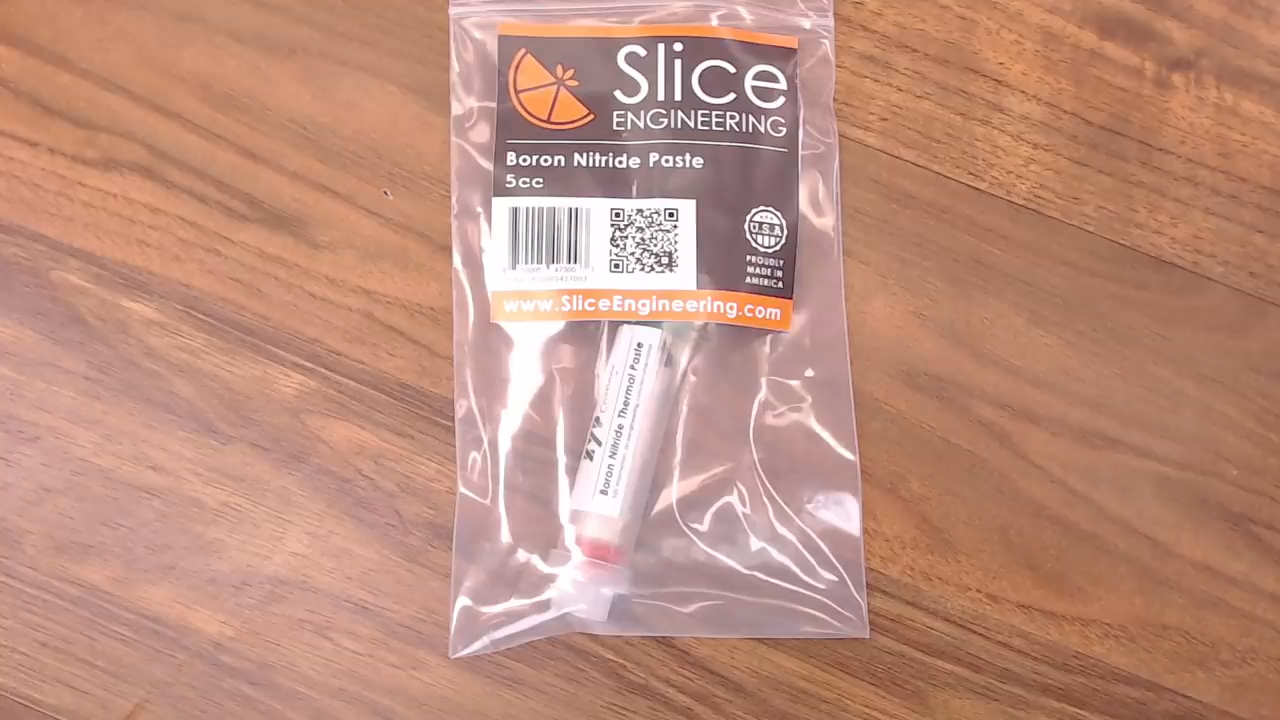 Slice
ENGINEERING
Boron Nitride Paste
5cc
U.S.A
PROUDLY
MADE IN
AMERICA
www.SliceEngineering.com
Boron Nitride Thermal Paste